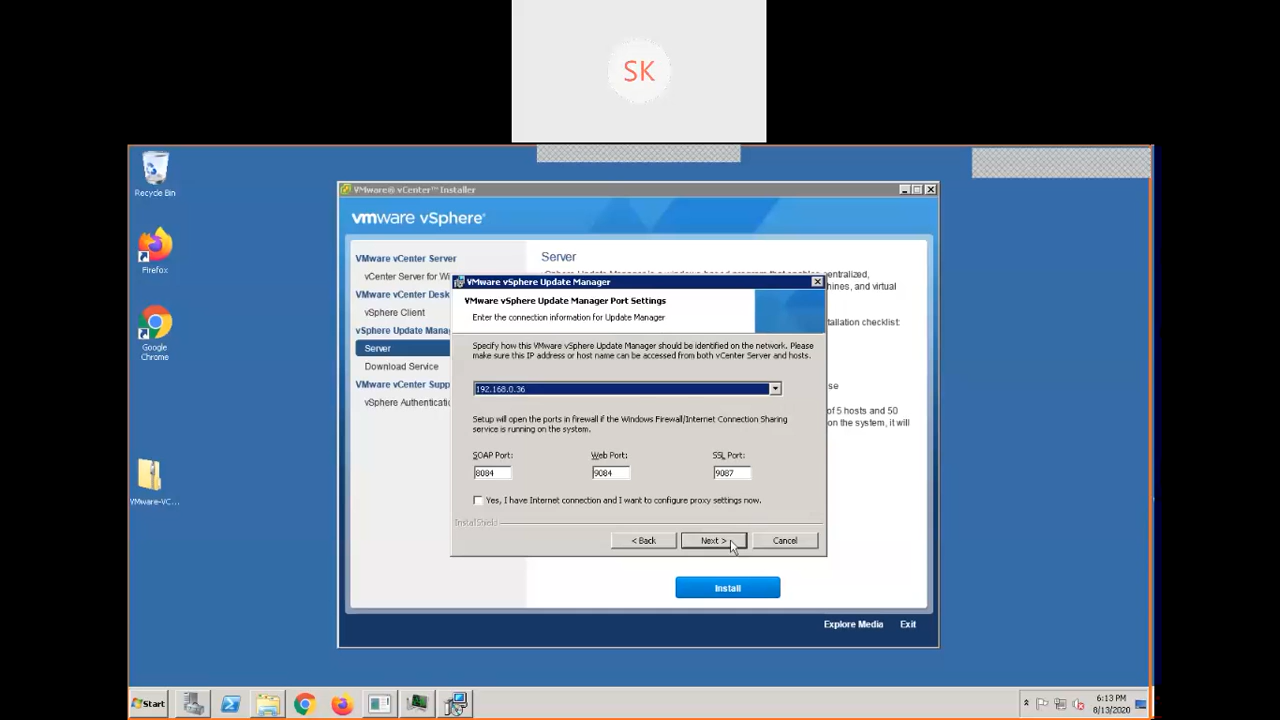 SK
Recycle Bin
Firefox
Google
Chrome
VMware-VC...
VMware® vCenter™ Installer
vmware vSphere®
VMware vCenter Server
vCenter Server for Wi
VMware vCenter Desk
vSphere Client
vSphere Update Mana
Server
Download Service
VMware vCenter Supp
vSphere Authenticati
Server
entralized,
hines, and virtual
tallation checklist:
se
of 5 hosts and 50
on the system, it will
VMware vSphere Update Manager
VMware vSphere Update Manager Port Settings
Enter the connection information for Update Manager
Specify how this VMware vSphere Update Manager should be identified on the network. Please
make sure this IP address or host name can be accessed from both vCenter Server and hosts.
192.168.0.36
Setup will open the ports in firewall if the Windows Firewall/Internet Connection Sharing
service is running on the system.
SOAP Port: Web Port: SSL Port:
8084 9084 9087
Yes, I have Internet connection and I want to configure proxy settings now.
InstallShield
< Back Next > Cancel
Install
Explore Media Exit
Start
6:13 PM
8/13/2020